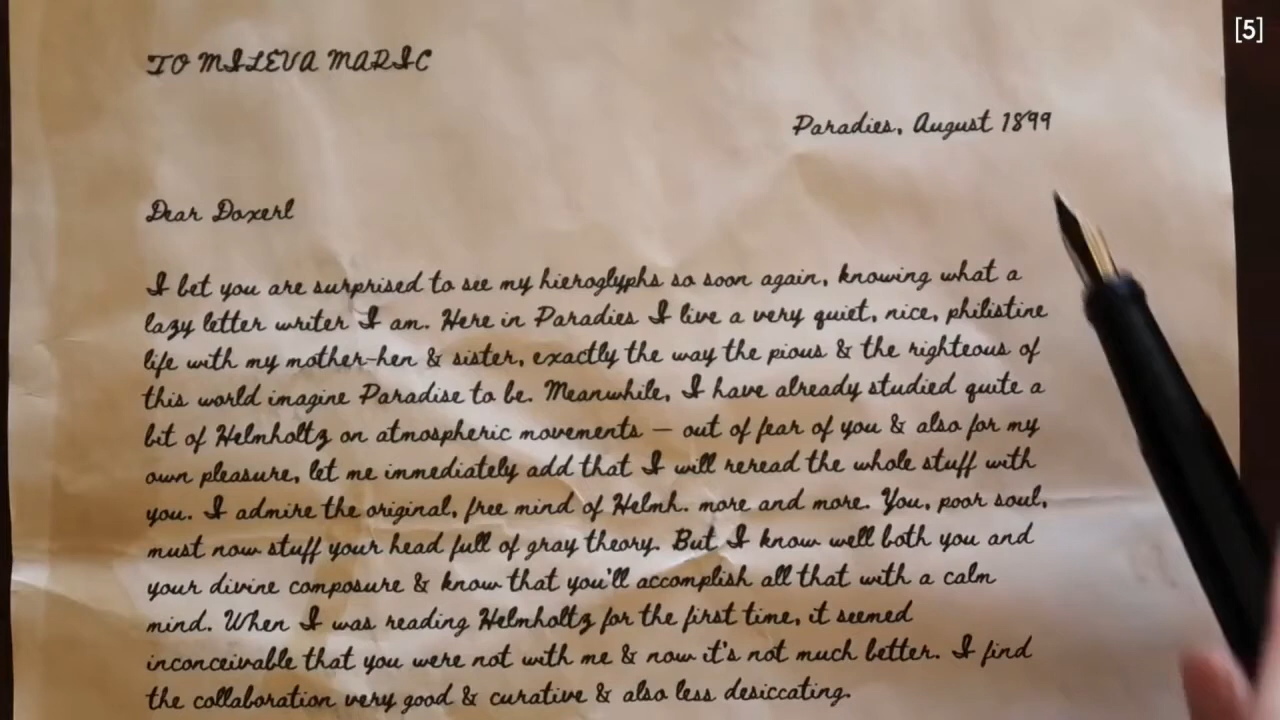 [5]
TO MILEVA MARIC
Paradies, August 1899
Dear Doxerl
I bet you are surprised to see my hieroglyphs so soon again, knowing what a
lazy letter writer I am. Here in Paradies I live a very quiet, nice, philistine
life with my mother-hen & sister, exactly the way the pious & the righteous of
this world imagine Paradise to be. Meanwhile, I have already studied quite a
bit of Helmholtz on atmospheric movements — out of fear of you & also for my
own pleasure, let me immediately add that I will reread the whole stuff with
you. I admire the original, free mind of Helmh. more and more. You, poor soul,
must now stuff your head full of gray theory. But I know well both you and
your divine composure & know that you'll accomplish all that with a calm
mind. When I was reading Helmholtz for the first time, it seemed
inconceivable that you were not with me & now it's not much better. I find
the collaboration very good & curative & also less desiccating.